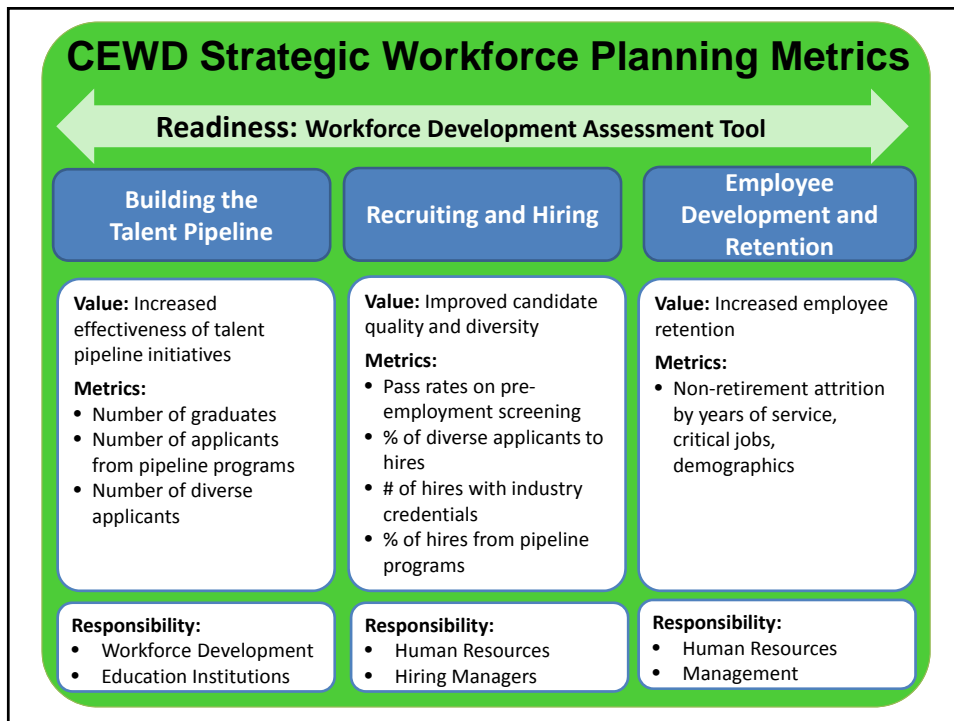 CEWD Strategic Workforce Planning Metrics
Readiness: Workforce Development Assessment Tool
Building the
Talent Pipeline
Value: Increased
effectiveness of talent
pipeline initiatives
Metrics:
• Number of graduates
• Number of applicants
from pipeline programs
• Number of diverse
applicants
Responsibility:
• Workforce Development
• Education Institutions
Recruiting and Hiring
Value: Improved candidate
quality and diversity
Metrics:
• Pass rates on pre-
employment screening
• % of diverse applicants to
hires
• # of hires with industry
credentials
• % of hires from pipeline
programs
Responsibility:
• Human Resources
• Hiring Managers
Employee
Development and
Retention
Value: Increased employee
retention
Metrics:
• Non-retirement attrition
by years of service,
critical jobs,
demographics
Responsibility:
• Human Resources
• Management